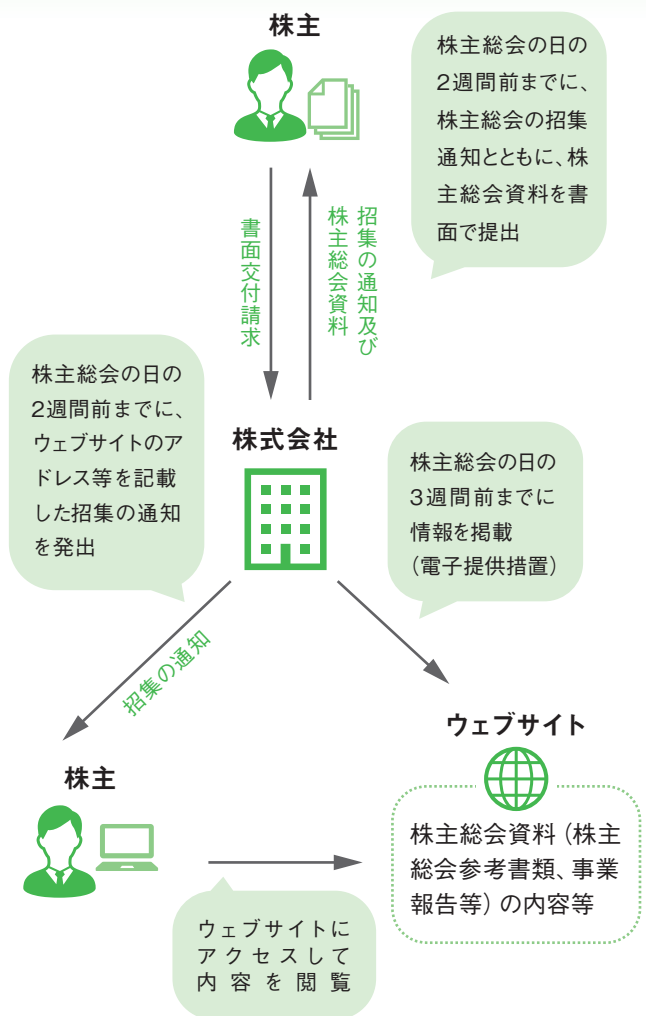 株主
株主総会の日の
2週間前までに、
株主総会の招集
通知とともに、株
主総会資料を書
面で提出
書面交付請求
招集の通知及び
株主総会資料
株主総会の日の
2週間前までに、
ウェブサイトのア
ドレス等を記載
した招集の通知
を発出
株式会社
株主総会の日の
3週間前までに
情報を掲載
（電子提供措置）
招集の通知
ウェブサイト
株主総会資料（株主
総会参考書類、事業
報告等）の内容等
株主
ウェブサイトに
アクセスして
内容を閲覧